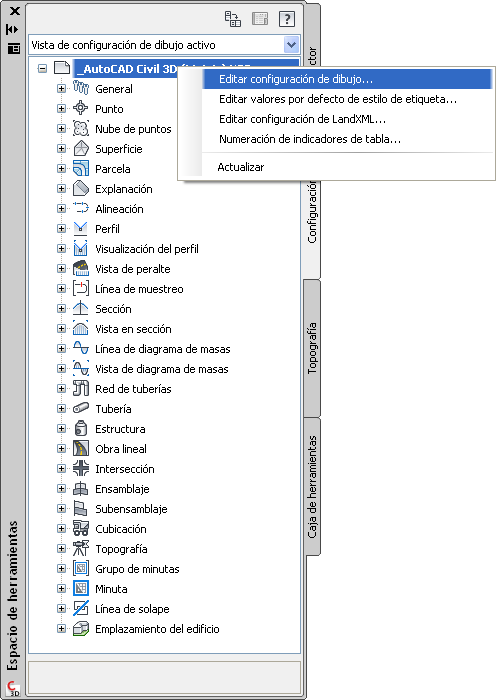 Vista de configuración de dibujo activo
_AutoCAD Civil 3D
Editar configuración de dibujo...
Editar valores por defecto de estilo de etiqueta...
Editar configuración de LandXML...
Numeración de indicadores de tabla...
Actualizar
General
Punto
Nube de puntos
Superficie
Parcela
Explanación
Alineación
Perfil
Visualización del perfil
Vista de peralte
Línea de muestreo
Sección
Vista en sección
Línea de diagrama de masas
Vista de diagrama de masas
Red de tuberías
Tubería
Estructura
Obra lineal
Intersección
Ensamblaje
Subensamblaje
Cubicación
Topografía
Grupo de minutas
Minuta
Línea de solape
Emplazamiento del edificio
Configuración
Topografía
Caja de herramientas
Espacio de herramientas
3D